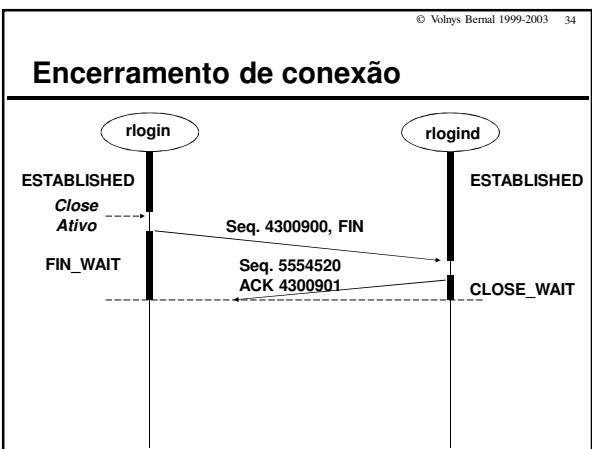 © Volnys Bernal 1999-2003 34
Encerramento de conexão
rlogin
rlogind
ESTABLISHED
ESTABLISHED
Close
Ativo
Seq. 4300900, FIN
FIN_WAIT
Seq. 5554520
ACK 4300901
CLOSE_WAIT